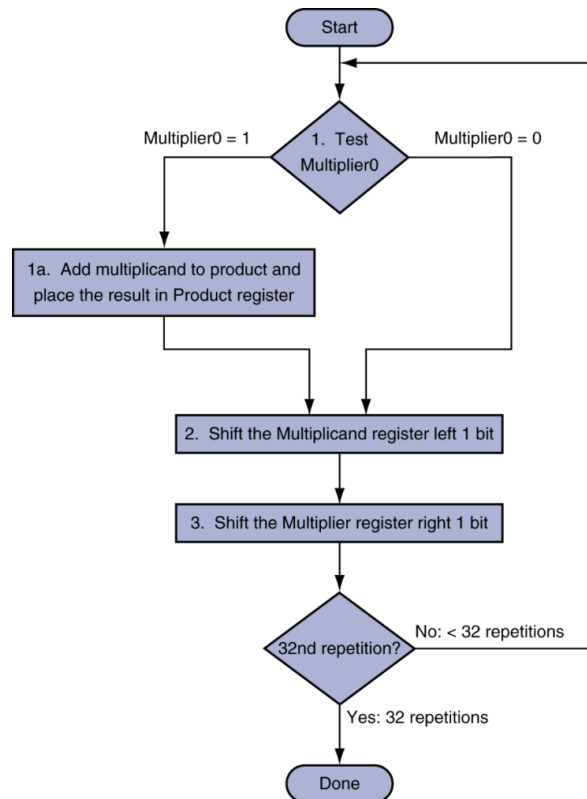 Start
Multiplier0 = 1
1. Test
Multiplier0
Multiplier0 = 0
1a. Add multiplicand to product and
place the result in Product register
2. Shift the Multiplicand register left 1 bit
3. Shift the Multiplier register right 1 bit
32nd repetition?
No: < 32 repetitions
Yes: 32 repetitions
Done